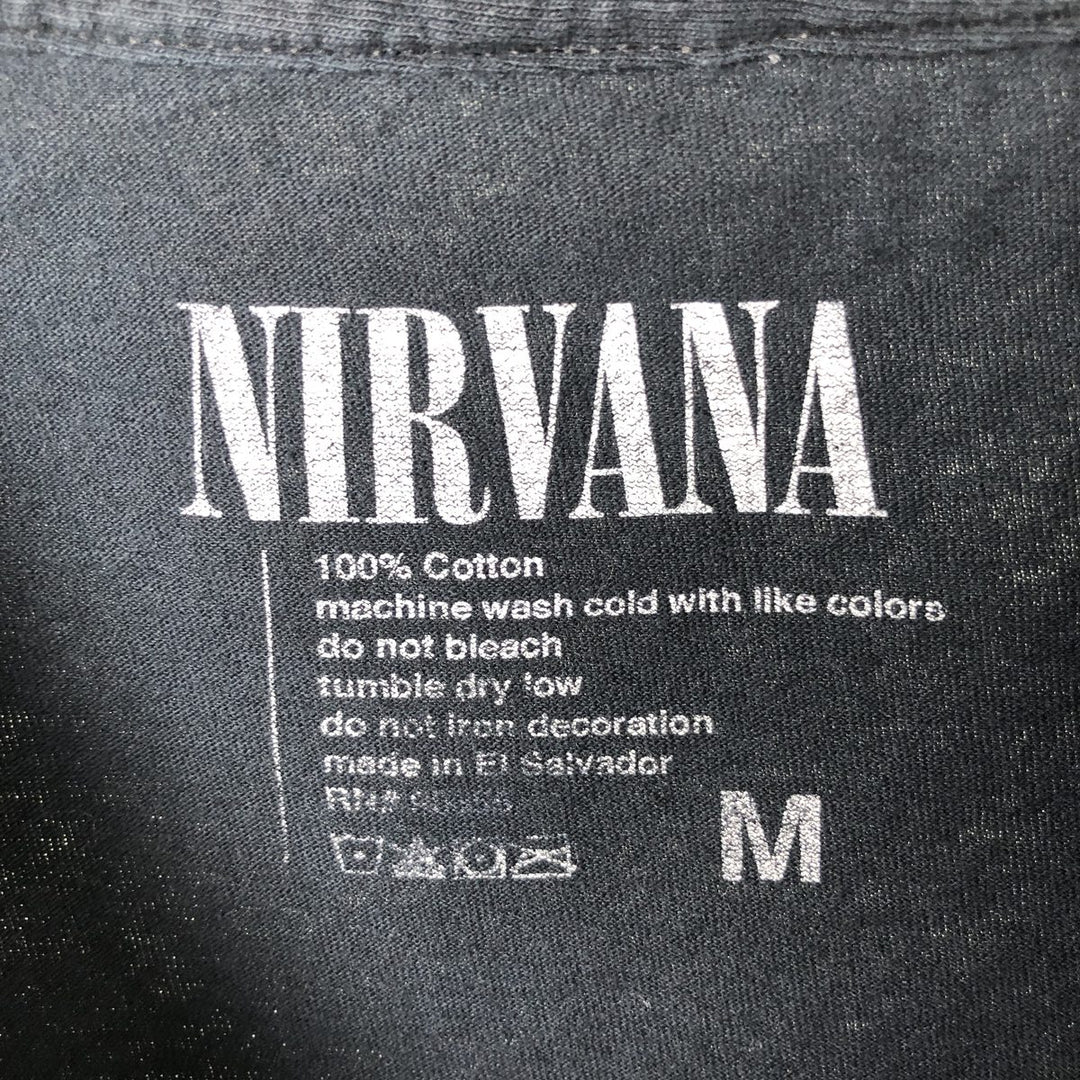 NIRVANA
100% Cotton
machine wash cold with like colors
do not bleach
tumble dry low
do not iron decoration
made in El Salvador
RN#
M